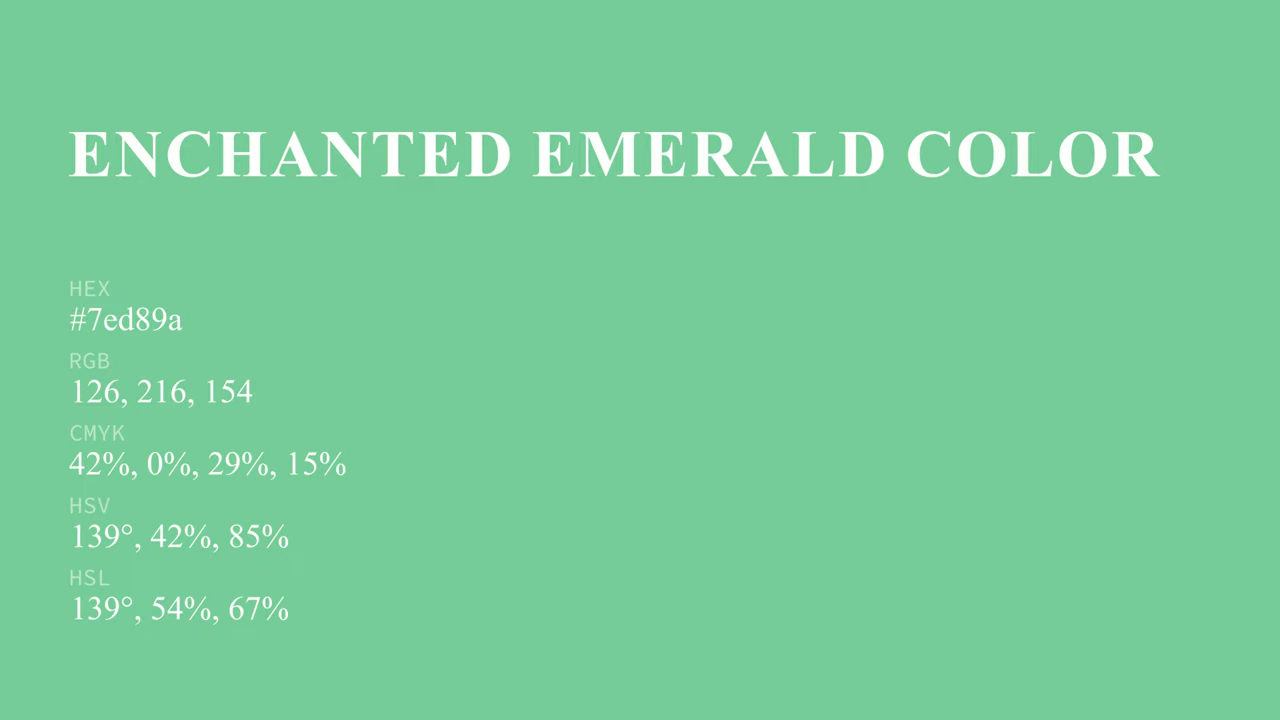 ENCHANTED EMERALD COLOR
HEX
#7ed89a
RGB
126, 216, 154
CMYK
42%, 0%, 29%, 15%
HSV
139°, 42%, 85%
HSL
139°, 54%, 67%